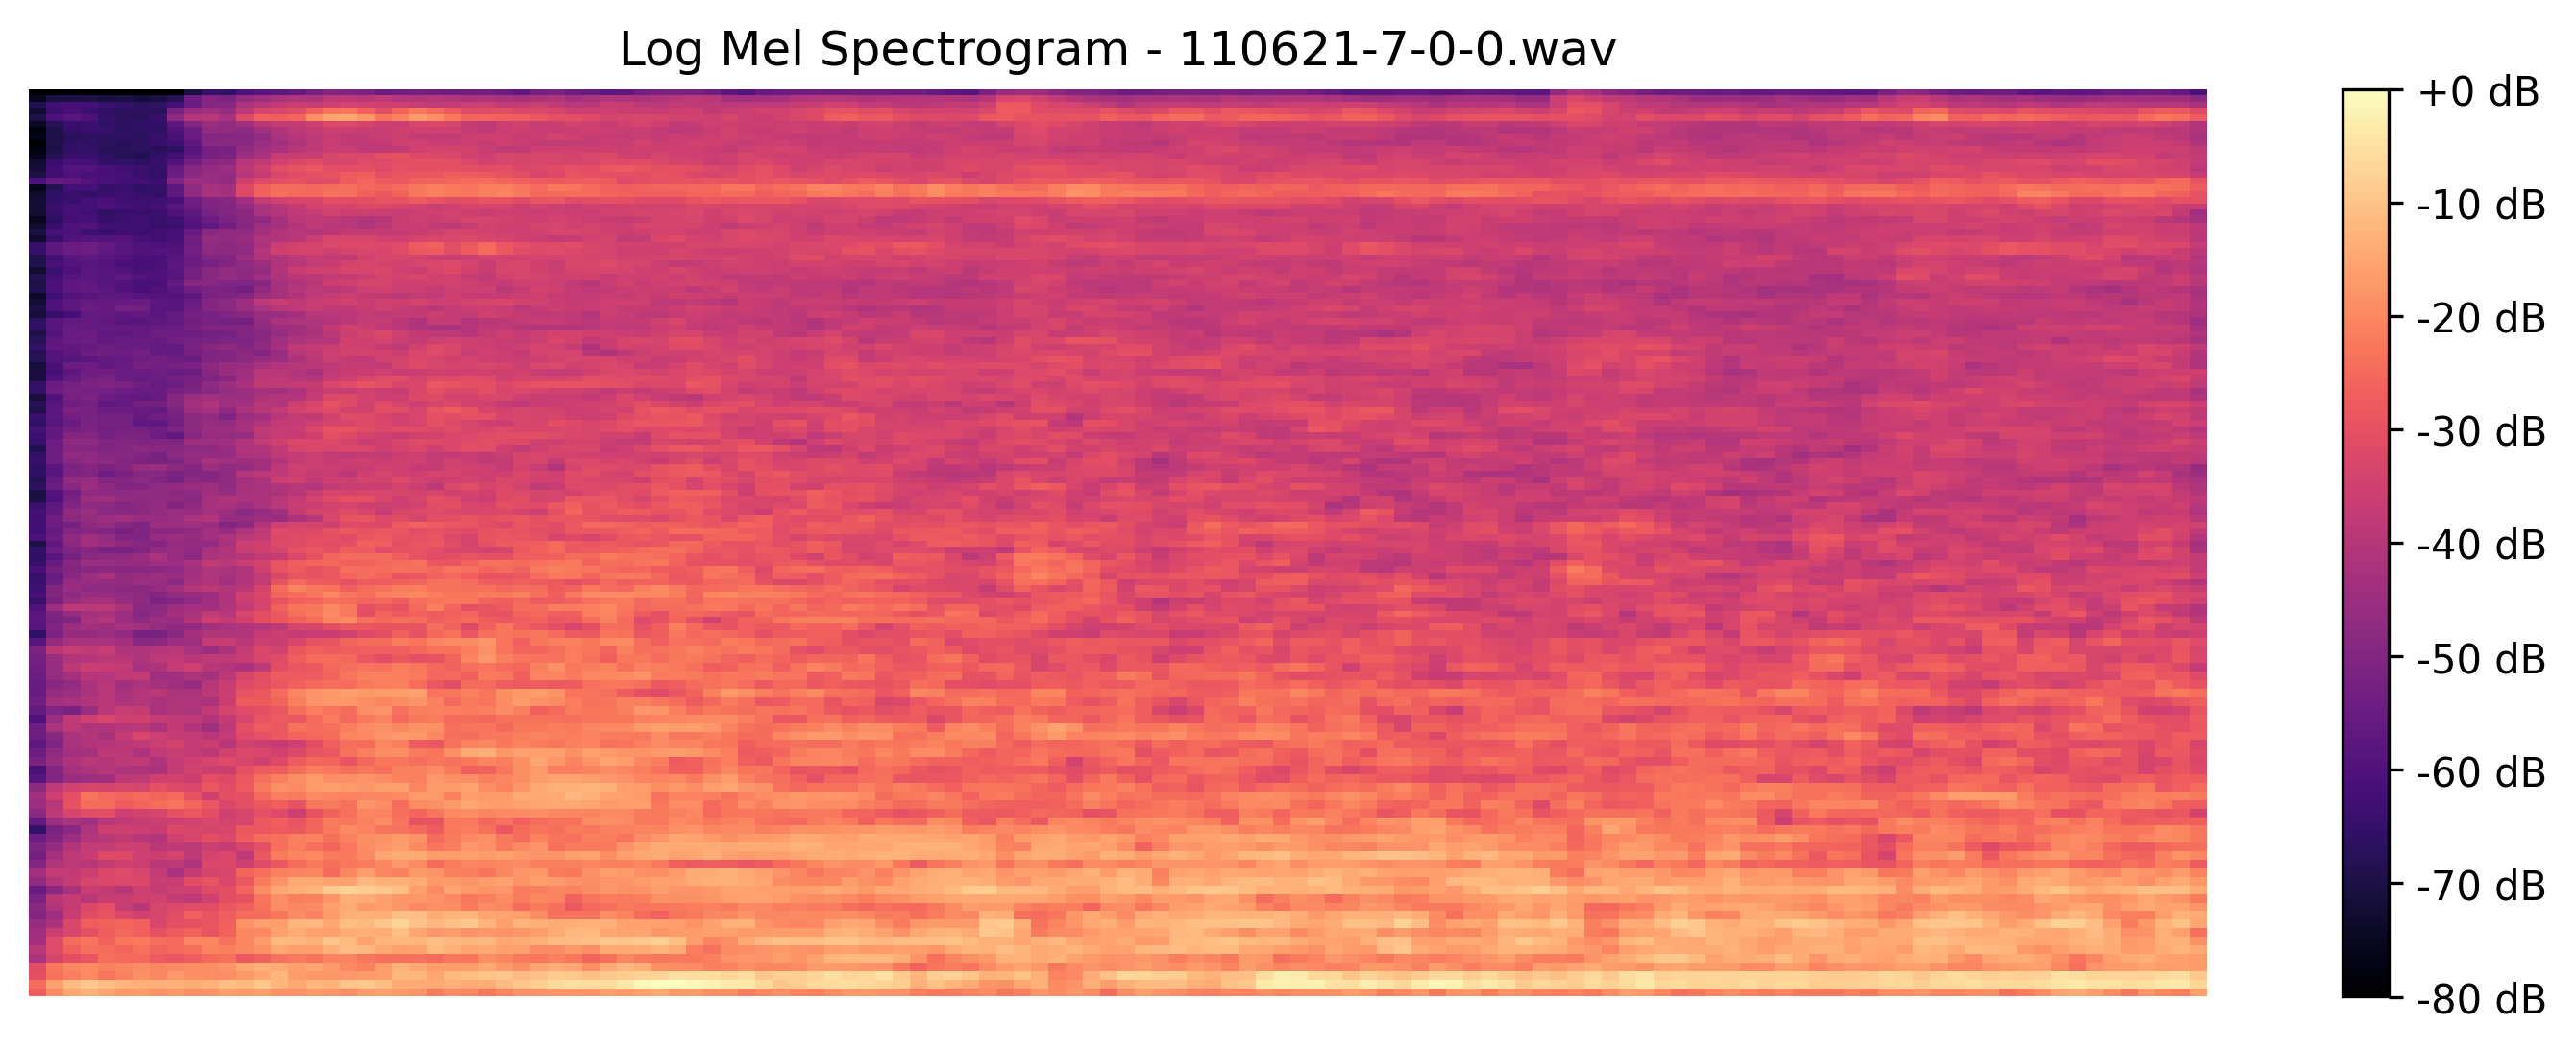 Log Mel Spectrogram - 110621-7-0-0.wav
+0 dB
-10 dB
-20 dB
-30 dB
-40 dB
-50 dB
-60 dB
-70 dB
-80 dB